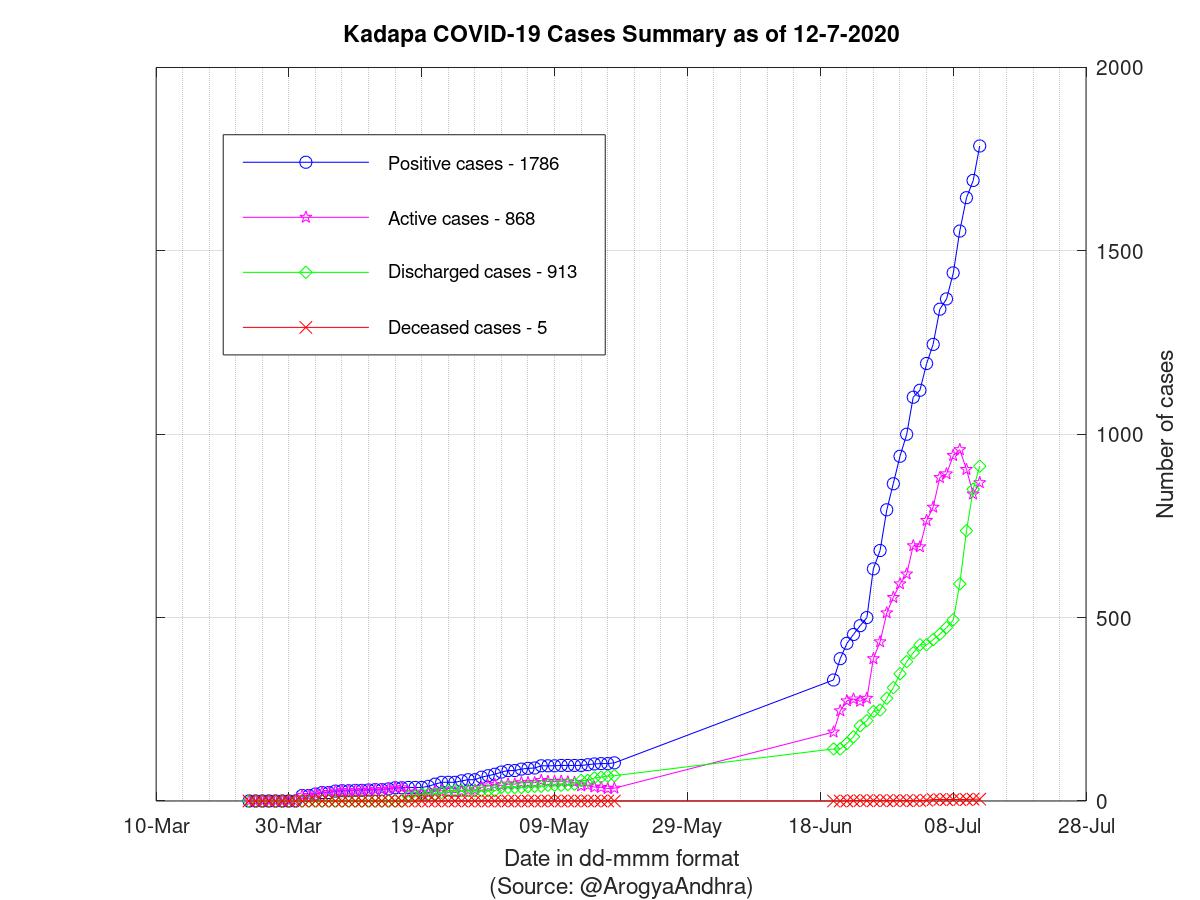 Kadapa COVID-19 Cases Summary as of 12-7-2020
Positive cases - 1786
Active cases - 868
Discharged cases - 913
Deceased cases - 5
2000
1500
1000
500
0
Number of cases
10-Mar 30-Mar 19-Apr 09-May 29-May 18-Jun 08-Jul 28-Jul
Date in dd-mmm format
(Source: @ArogyaAndhra)